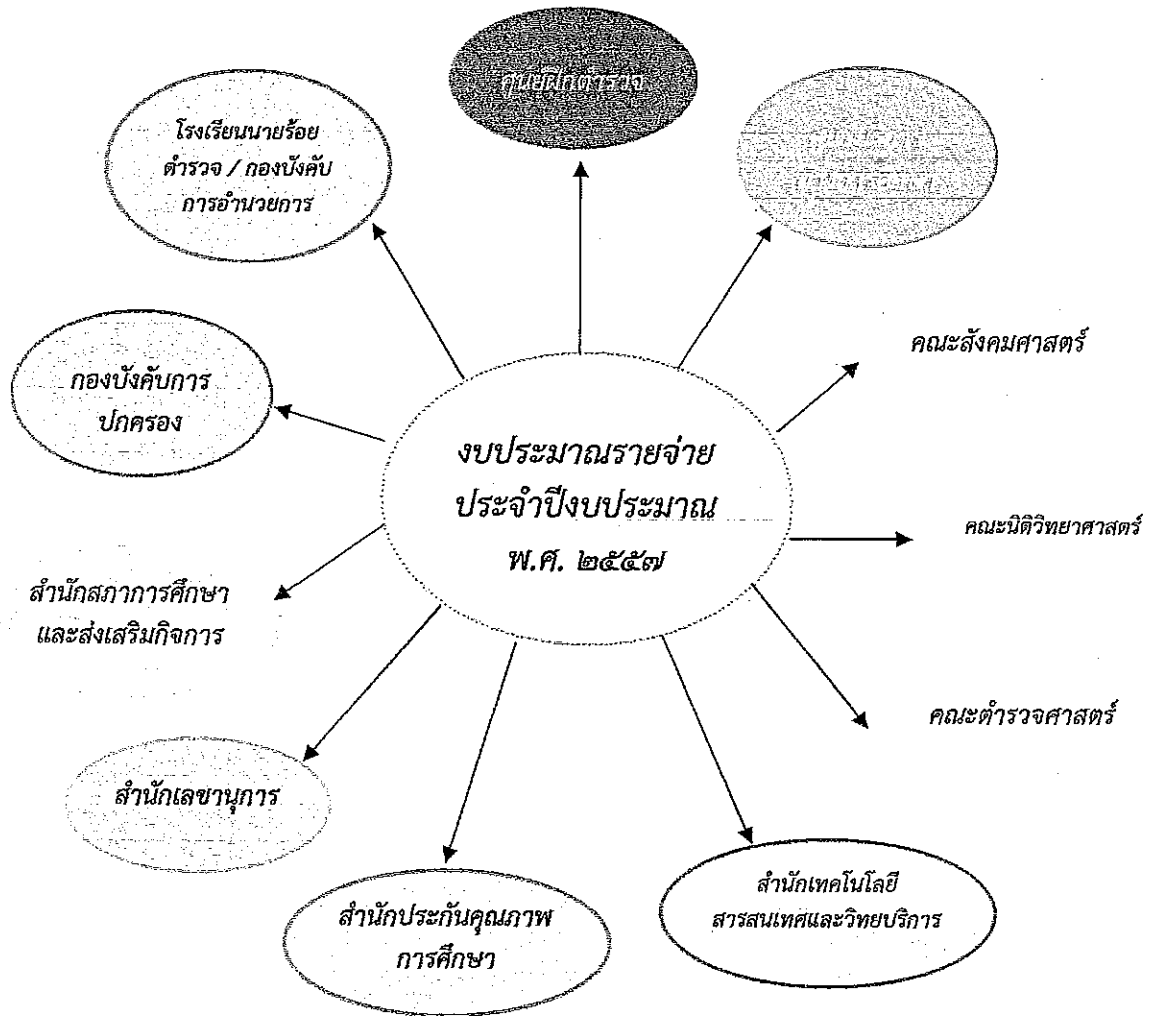 ศูนย์ฝึกตำรวจ
โรงเรียนนายร้อย
ตำรวจ / กองบังคับ
การอำนวยการ
คณะสังคมศาสตร์
กองบังคับการ
ปกครอง
งบประมาณรายจ่าย
ประจำปีงบประมาณ
พ.ศ. ๒๕๕๗
คณะนิติวิทยาศาสตร์
สำนักสภาการศึกษา
และส่งเสริมกิจการ
คณะตำรวจศาสตร์
สำนักเลขานุการ
สำนักประกันคุณภาพ
การศึกษา
สำนักเทคโนโลยี
สารสนเทศและวิทยบริการ